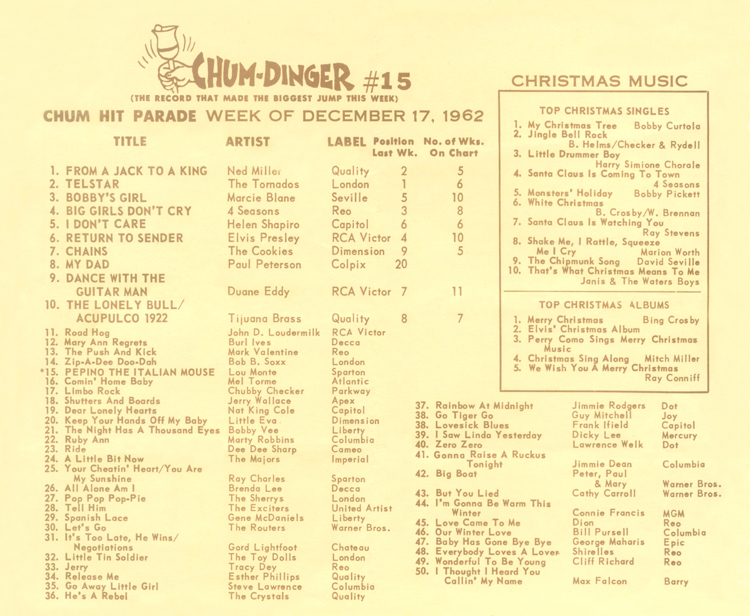 CHUM-DINGER #15
(THE RECORD THAT MADE THE BIGGEST JUMP THIS WEEK)
CHUM HIT PARADE WEEK OF DECEMBER 17, 1962
TITLE ARTIST LABEL Position Last Wk. No. of Wks. On Chart
1. FROM A JACK TO A KING Ned Miller Quality 2 5
2. TELSTAR The Tornados London 1 6
3. BOBBY'S GIRL Marcie Blane Seville 5 10
4. BIG GIRLS DON'T CRY 4 Seasons Reo 3 8
5. I DON'T CARE Helen Shapiro Capitol 6 6
6. RETURN TO SENDER Elvis Presley RCA Victor 4 10
7. CHAINS The Cookies Dimension 9 5
8. MY DAD Paul Peterson Colpix 20
9. DANCE WITH THE
GUITAR MAN Duane Eddy RCA Victor 7 11
10. THE LONELY BULL/
ACUPULCO 1922 Tijuana Brass Quality 8 7
11. Road Hog John D. Loudermilk RCA Victor
12. Mary Ann Regrets Burl Ives Decca
13. The Push And Kick Mark Valentine Reo
14. Zip-A-Dee Doo-Dah Bob B. Soxx London
*15. PEPINO THE ITALIAN MOUSE Lou Monte Sparton
16. Comin' Home Baby Mel Torme Atlantic
17. Limbo Rock Chubby Checker Parkway
18. Shutters And Boards Jerry Wallace Apex
19. Dear Lonely Hearts Nat King Cole Capitol
20. Keep Your Hands Off My Baby Little Eva Dimension
21. The Night Has A Thousand Eyes Bobby Vee Liberty
22. Ruby Ann Marty Robbins Columbia
23. Ride Dee Dee Sharp Cameo
24. A Little Bit Now The Majors Imperial
25. Your Cheatin' Heart/You Are
My Sunshine Ray Charles Sparton
26. All Alone Am I Brenda Lee Decca
27. Pop Pop Pop-Pie The Sherrys London
28. Tell Him The Exciters United Artist
29. Spanish Lace Gene McDaniels Liberty
30. Let's Go The Routers Warner Bros.
31. It's Too Late, He Wins/
Negotiations Gord Lightfoot Chateau
32. Little Tin Soldier The Toy Dolls London
33. Jerry Tracey Dey Reo
34. Release Me Esther Phillips Quality
35. Go Away Little Girl Steve Lawrence Columbia
36. He's A Rebel The Crystals Quality
CHRISTMAS MUSIC
TOP CHRISTMAS SINGLES
1. My Christmas Tree Bobby Curtola
2. Jingle Bell Rock
B. Helms/Checker & Rydell
3. Little Drummer Boy
Harry Simione Chorale
4. Santa Claus Is Coming To Town
4 Seasons
5. Monsters' Holiday Bobby Pickett
6. White Christmas
B. Crosby/W. Brennan
7. Santa Claus Is Watching You
Ray Stevens
8. Shake Me, I Rattle, Squeeze
Me I Cry Marion Worth
9. The Chipmunk Song David Seville
10. That's What Christmas Means To Me
Janis & The Waters Boys
TOP CHRISTMAS ALBUMS
1. Merry Christmas Bing Crosby
2. Elvis' Christmas Album
3. Perry Como Sings Merry Christmas
Music
4. Christmas Sing Along Mitch Miller
5. We Wish You A Merry Christmas
Ray Conniff
37. Rainbow At Midnight Jimmie Rodgers Dot
38. Go Tiger Go Guy Mitchell Joy
38. Lovesick Blues Frank Ifield Capitol
39. I Saw Linda Yesterday Dicky Lee Mercury
40. Zero Zero Lawrence Welk Dot
41. Gonna Raise A Ruckus
Tonight Jimmie Dean Columbia
42. Big Boat Peter, Paul
& Mary Warner Bros.
43. But You Lied Cathy Carroll Warner Bros.
44. I'm Gonna Be Warm This
Winter Connie Francis MGM
45. Love Came To Me Dion Reo
46. Our Winter Love Bill Pursell Columbia
47. Baby Has Gone Bye Bye George Maharis Epic
48. Everybody Loves A Lover Shirelles Reo
49. Wonderful To Be Young Cliff Richard Reo
50. I Thought I Heard You
Callin' My Name Max Falcon Barry